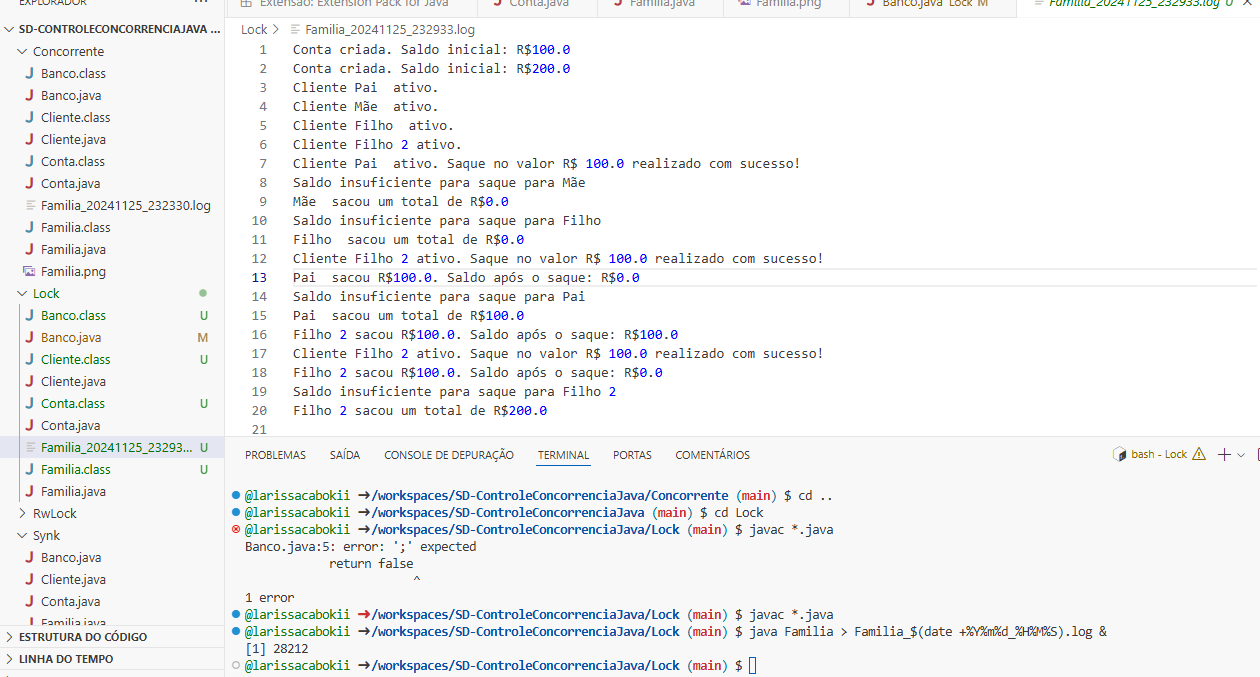 EXPLORADOR ...
Extensão: Extension Pack for Java
Conta.java
Familia.java
Familia.png
Banco.java Lock M
Familia_20241125_232933.log U
SD-CONTROLECONCORRENCIAJAVA ...
Concorrente
Banco.class
Banco.java
Cliente.class
Cliente.java
Conta.class
Conta.java
Familia_20241125_232330.log
Familia.class
Familia.java
Familia.png
Lock
Banco.class U
Banco.java M
Cliente.class U
Cliente.java
Conta.class U
Conta.java
Familia_20241125_23293... U
Familia.class U
Familia.java
RwLock
Synk
Banco.java
Cliente.java
Conta.java
Familia.java
ESTRUTURA DO CÓDIGO
LINHA DO TEMPO
Lock > Familia_20241125_232933.log
1 Conta criada. Saldo inicial: R$100.0
2 Conta criada. Saldo inicial: R$200.0
3 Cliente Pai  ativo.
4 Cliente Mãe  ativo.
5 Cliente Filho  ativo.
6 Cliente Filho 2 ativo.
7 Cliente Pai  ativo. Saque no valor R$ 100.0 realizado com sucesso!
8 Saldo insuficiente para saque para Mãe
9 Mãe  sacou um total de R$0.0
10 Saldo insuficiente para saque para Filho
11 Filho  sacou um total de R$0.0
12 Cliente Filho 2 ativo. Saque no valor R$ 100.0 realizado com sucesso!
13 Pai  sacou R$100.0. Saldo após o saque: R$0.0
14 Saldo insuficiente para saque para Pai
15 Pai  sacou um total de R$100.0
16 Filho 2 sacou R$100.0. Saldo após o saque: R$100.0
17 Cliente Filho 2 ativo. Saque no valor R$ 100.0 realizado com sucesso!
18 Filho 2 sacou R$100.0. Saldo após o saque: R$0.0
19 Saldo insuficiente para saque para Filho 2
20 Filho 2 sacou um total de R$200.0
21
PROBLEMAS SAÍDA CONSOLE DE DEPURAÇÃO TERMINAL PORTAS COMENTÁRIOS bash - Lock
@larissacabokii ➜/workspaces/SD-ControleConcorrenciaJava/Concorrente (main) $ cd ..
@larissacabokii ➜/workspaces/SD-ControleConcorrenciaJava (main) $ cd Lock
@larissacabokii ➜/workspaces/SD-ControleConcorrenciaJava/Lock (main) $ javac *.java
Banco.java:5: error: ';' expected
return false
^
1 error
@larissacabokii ➜/workspaces/SD-ControleConcorrenciaJava/Lock (main) $ javac *.java
@larissacabokii ➜/workspaces/SD-ControleConcorrenciaJava/Lock (main) $ java Familia > Familia_$(date +%Y%m%d_%H%M%S).log &
[1] 28212
@larissacabokii ➜/workspaces/SD-ControleConcorrenciaJava/Lock (main) $